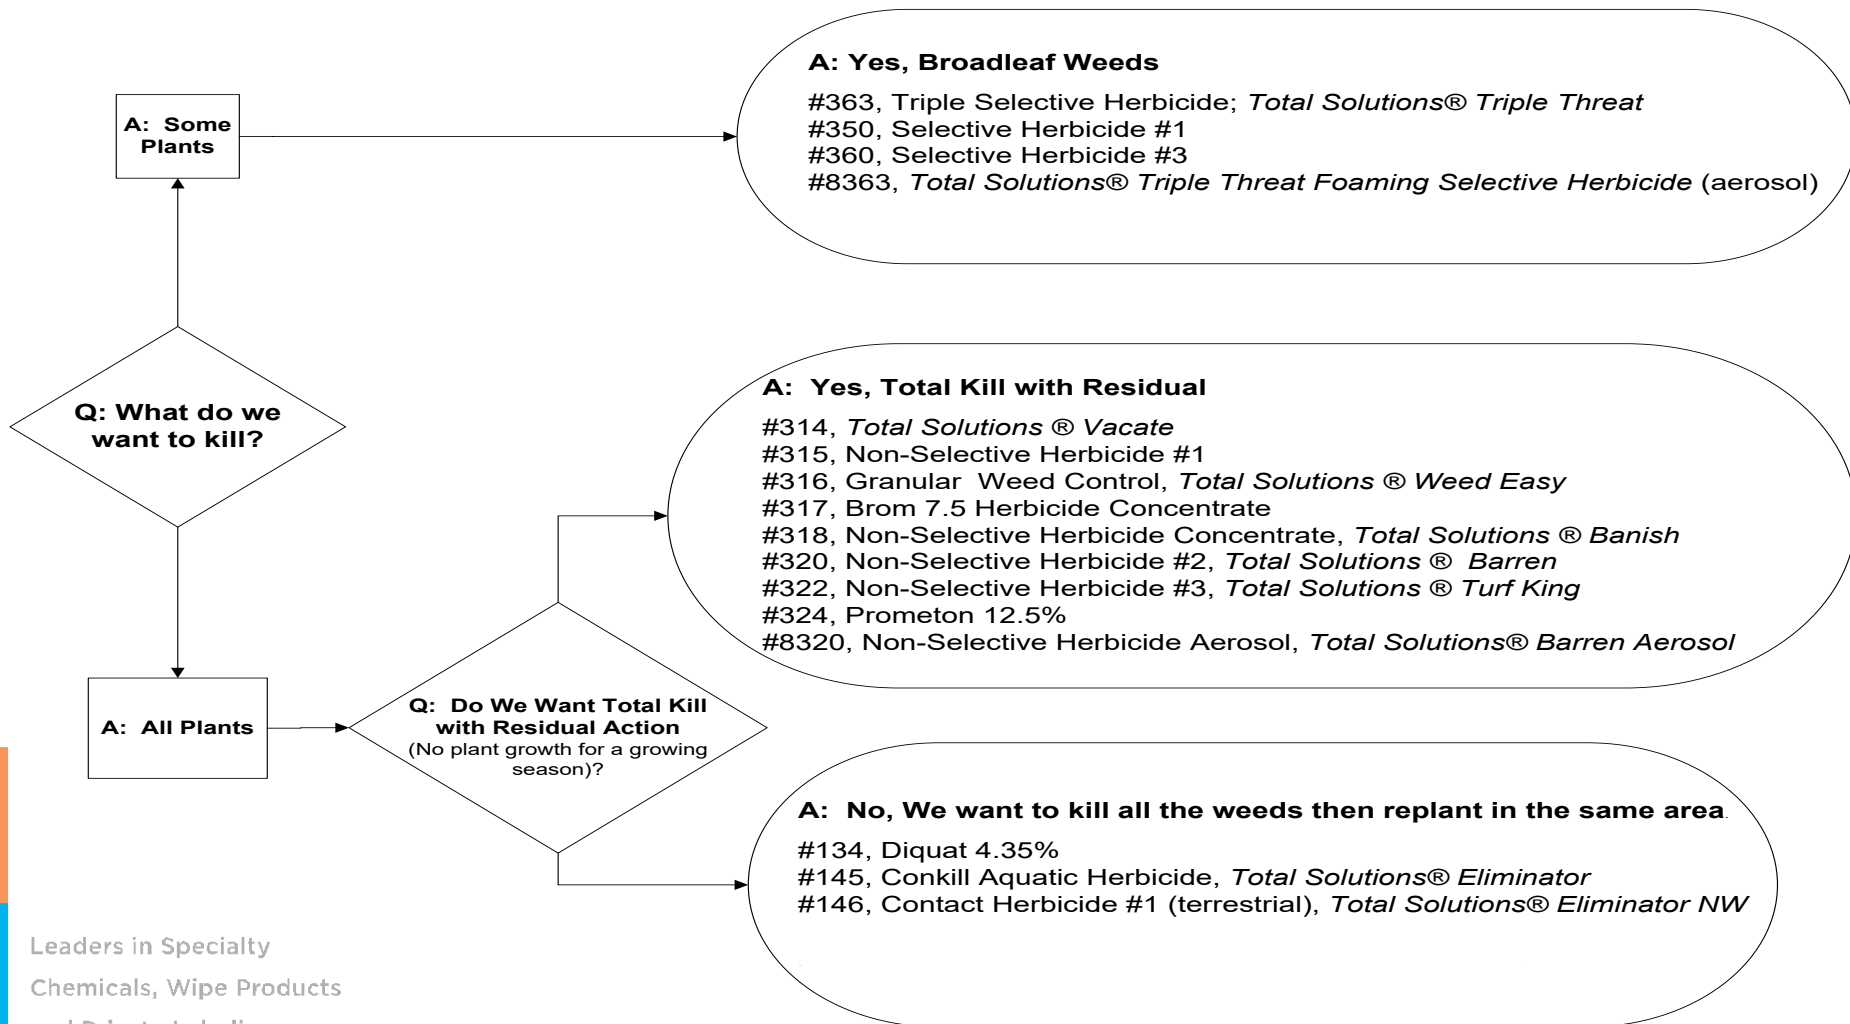 A: Yes, Broadleaf Weeds
#363, Triple Selective Herbicide; Total Solutions® Triple Threat
#350, Selective Herbicide #1
#360, Selective Herbicide #3
#8363, Total Solutions® Triple Threat Foaming Selective Herbicide (aerosol)
A: Some
Plants
Q: What do we
want to kill?
A: All Plants
Q: Do We Want Total Kill
with Residual Action
(No plant growth for a growing
season)?
A: Yes, Total Kill with Residual
#314, Total Solutions ® Vacate
#315, Non-Selective Herbicide #1
#316, Granular Weed Control, Total Solutions ® Weed Easy
#317, Brom 7.5 Herbicide Concentrate
#318, Non-Selective Herbicide Concentrate, Total Solutions ® Banish
#320, Non-Selective Herbicide #2, Total Solutions ® Barren
#322, Non-Selective Herbicide #3, Total Solutions ® Turf King
#324, Prometon 12.5%
#8320, Non-Selective Herbicide Aerosol, Total Solutions® Barren Aerosol
A: No, We want to kill all the weeds then replant in the same area.
#134, Diquat 4.35%
#145, Conkill Aquatic Herbicide, Total Solutions® Eliminator
#146, Contact Herbicide #1 (terrestrial), Total Solutions® Eliminator NW
Leaders in Specialty
Chemicals, Wipe Products